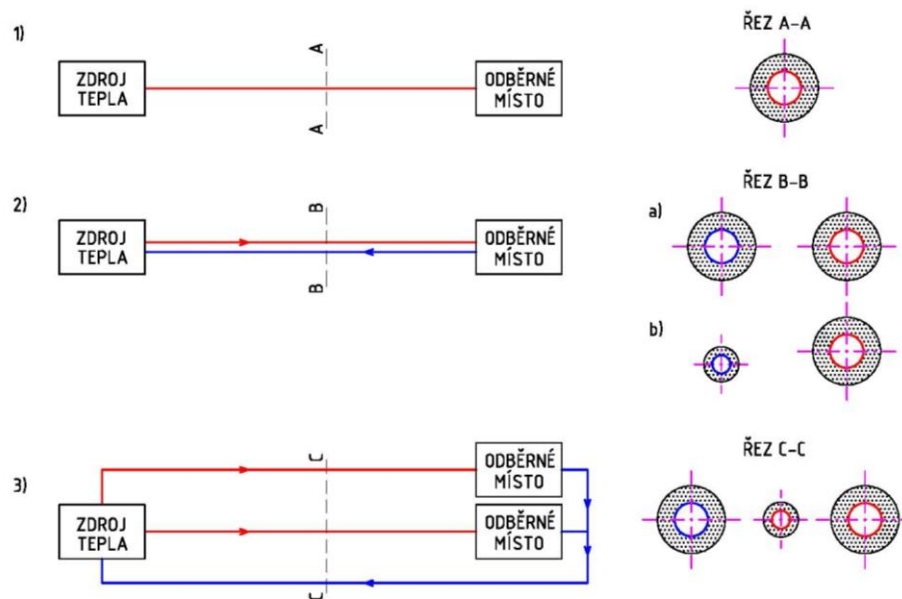 1)
ZDROJ
TEPLA
A
A
ODBĚRNÉ
MÍSTO
ŘEZ A-A
2)
ZDROJ
TEPLA
B
B
ODBĚRNÉ
MÍSTO
ŘEZ B-B
a)
b)
3)
ZDROJ
TEPLA
C
C
ODBĚRNÉ
MÍSTO
ODBĚRNÉ
MÍSTO
ŘEZ C-C